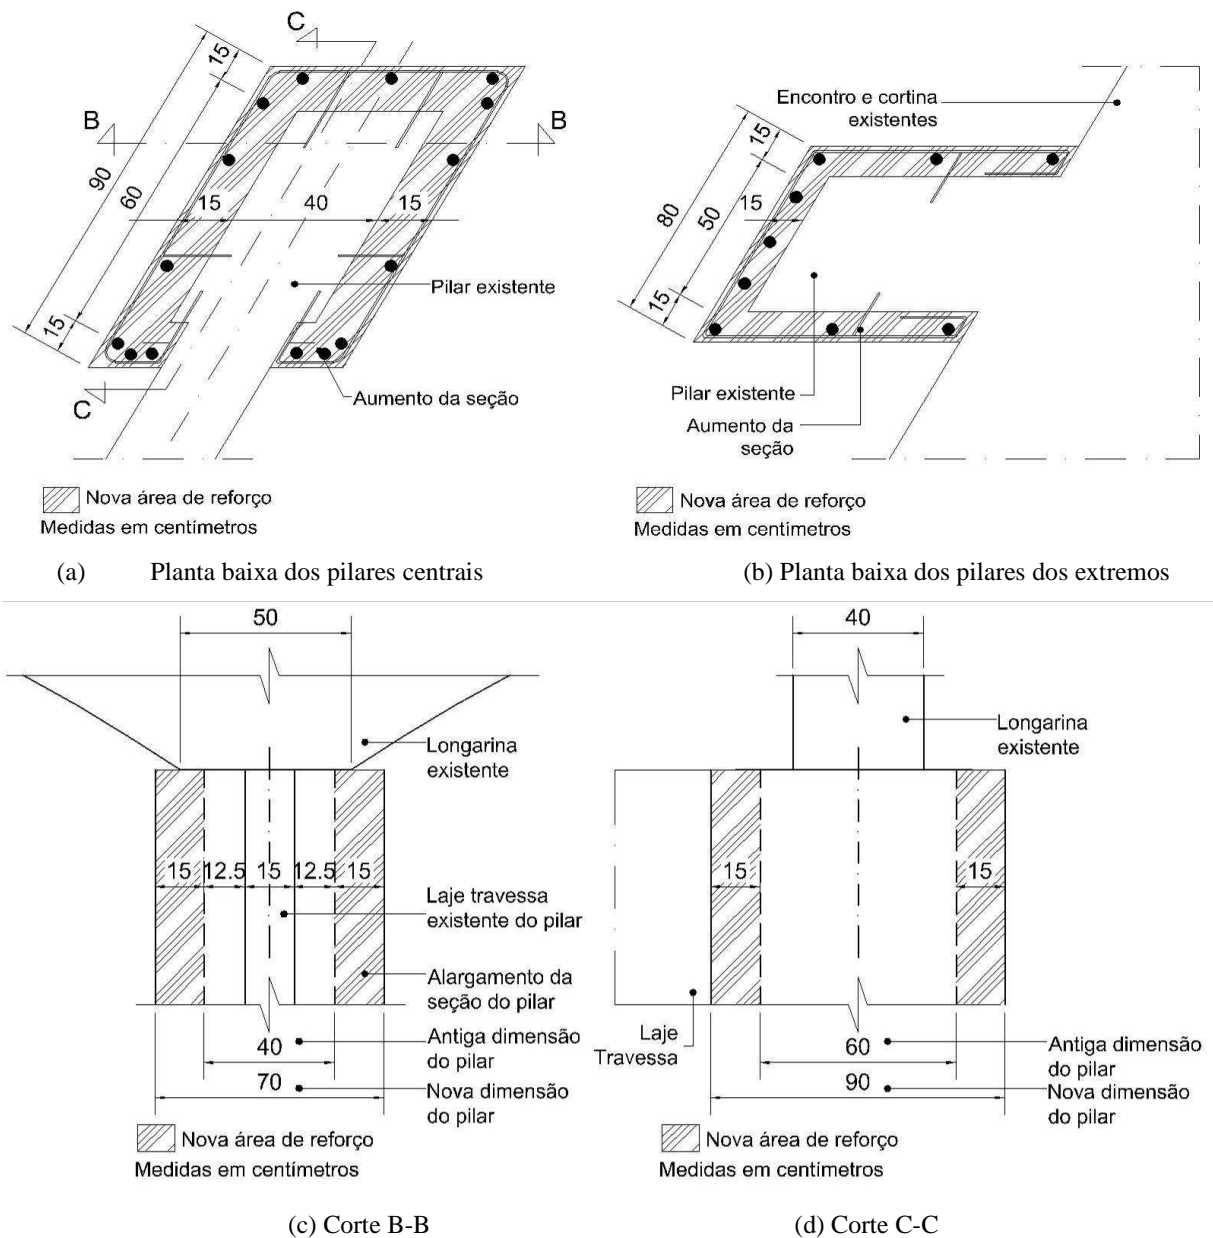 C
15
B
B
90
60
15
40
15
Pilar existente
15
C
Aumento da seção
Nova área de reforço
Medidas em centímetros
(a) Planta baixa dos pilares centrais
Encontro e cortina
existentes
15
80
50
15
15
Pilar existente
Aumento da
seção
Nova área de reforço
Medidas em centímetros
(b) Planta baixa dos pilares dos extremos
50
Longarina
existente
15 12.5 15 12.5 15
Laje travessa
existente do pilar
Alargamento da
seção do pilar
40
Antiga dimensão
do pilar
70
Nova dimensão
do pilar
Nova área de reforço
Medidas em centímetros
(c) Corte B-B
40
Longarina
existente
15
15
Laje
Travessa
60
Antiga dimensão
do pilar
90
Nova dimensão
do pilar
Nova área de reforço
Medidas em centímetros
(d) Corte C-C